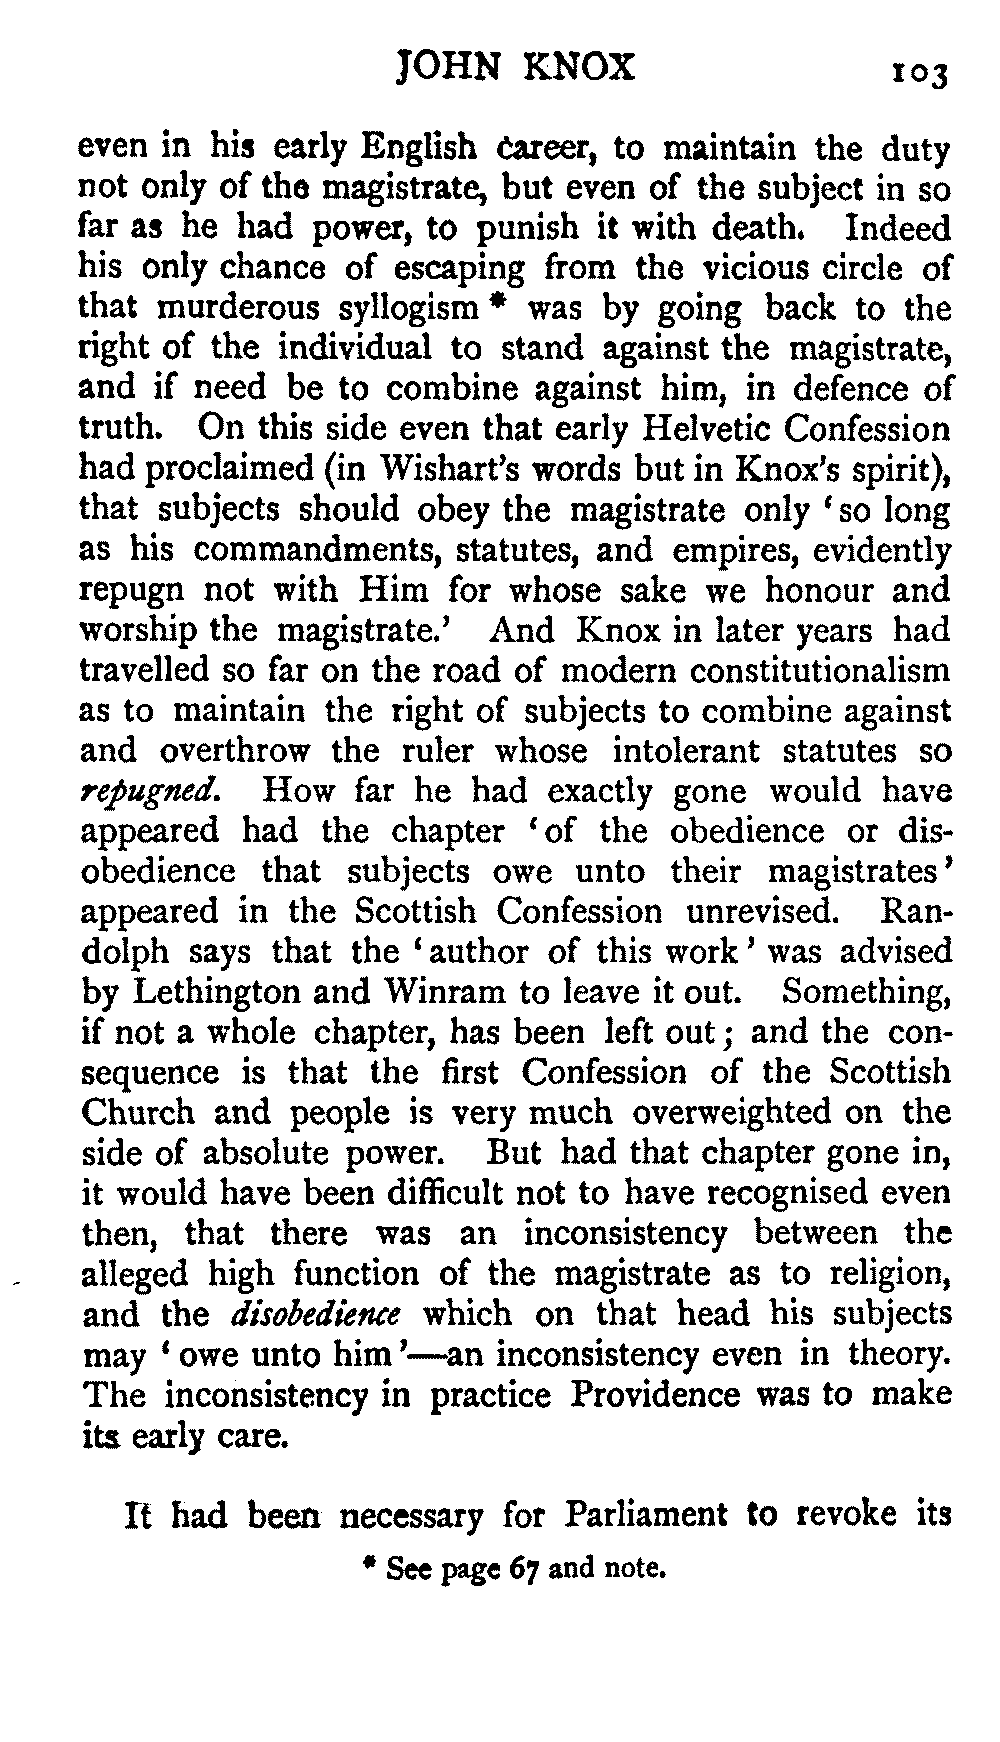 JOHN KNOX 103
even in his early English career, to maintain the duty
not only of the magistrate, but even of the subject in so
far as he had power, to punish it with death. Indeed
his only chance of escaping from the vicious circle of
that murderous syllogism * was by going back to the
right of the individual to stand against the magistrate,
and if need be to combine against him, in defence of
truth. On this side even that early Helvetic Confession
had proclaimed (in Wishart's words but in Knox's spirit),
that subjects should obey the magistrate only ‘so long
as his commandments, statutes, and empires, evidently
repugn not with Him for whose sake we honour and
worship the magistrate.’ And Knox in later years had
travelled so far on the road of modern constitutionalism
as to maintain the right of subjects to combine against
and overthrow the ruler whose intolerant statutes so
repugned. How far he had exactly gone would have
appeared had the chapter ‘of the obedience or dis-
obedience that subjects owe unto their magistrates’
appeared in the Scottish Confession unrevised. Ran-
dolph says that the ‘author of this work’ was advised
by Lethington and Winram to leave it out. Something,
if not a whole chapter, has been left out; and the con-
sequence is that the first Confession of the Scottish
Church and people is very much overweighted on the
side of absolute power. But had that chapter gone in,
it would have been difficult not to have recognised even
then, that there was an inconsistency between the
alleged high function of the magistrate as to religion,
and the disobedience which on that head his subjects
may ‘owe unto him’—an inconsistency even in theory.
The inconsistency in practice Providence was to make
its early care.
It had been necessary for Parliament to revoke its
* See page 67 and note.